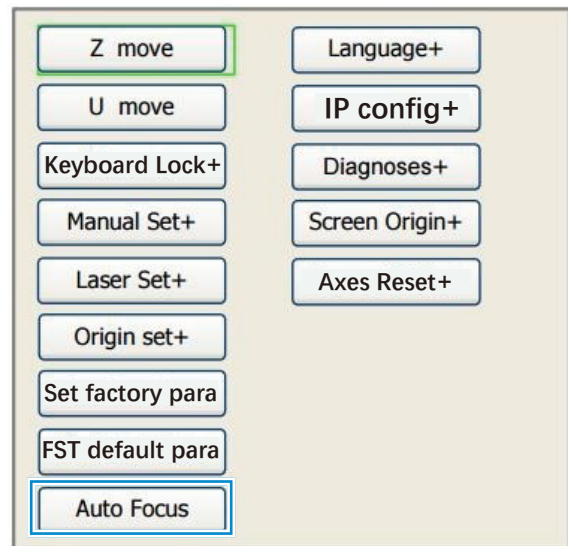 Z move
U move
Keyboard Lock+
Manual Set+
Laser Set+
Origin set+
Set factory para
FST default para
Auto Focus
Language+
IP config+
Diagnoses+
Screen Origin+
Axes Reset+